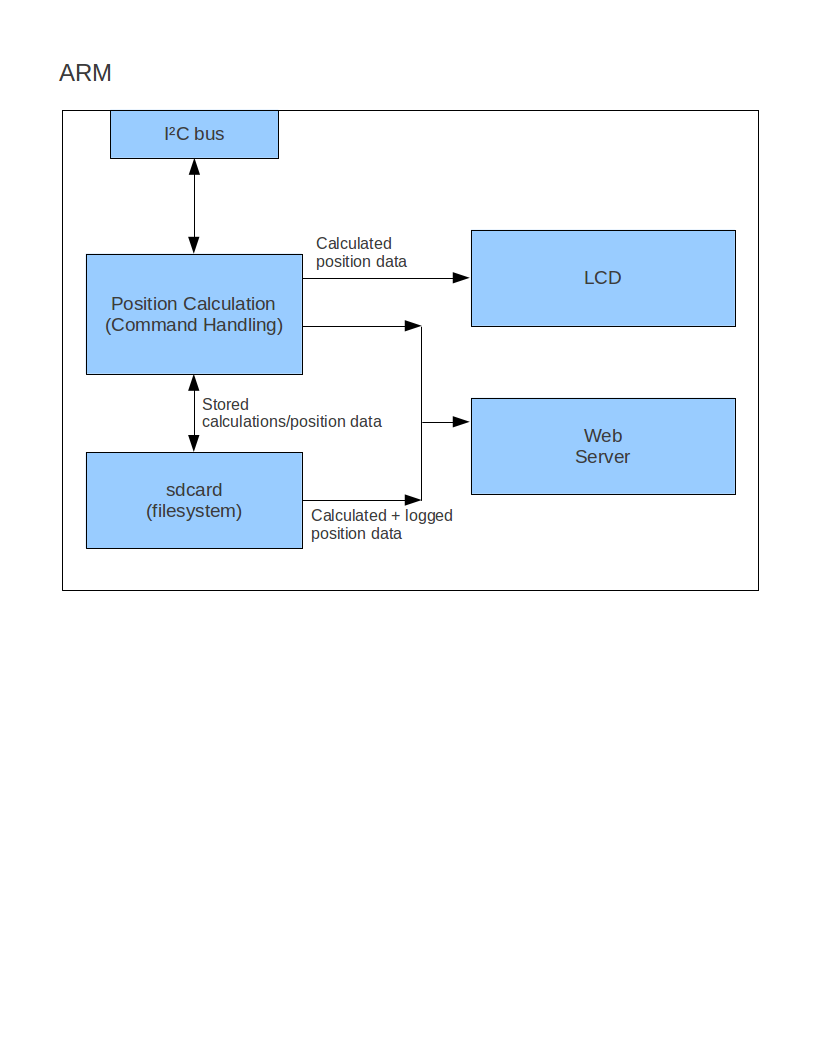 ARM
I²C bus
Calculated
position data
LCD
Position Calculation
(Command Handling)
Stored
calculations/position data
Web
Server
sdcard
(filesystem)
Calculated + logged
position data